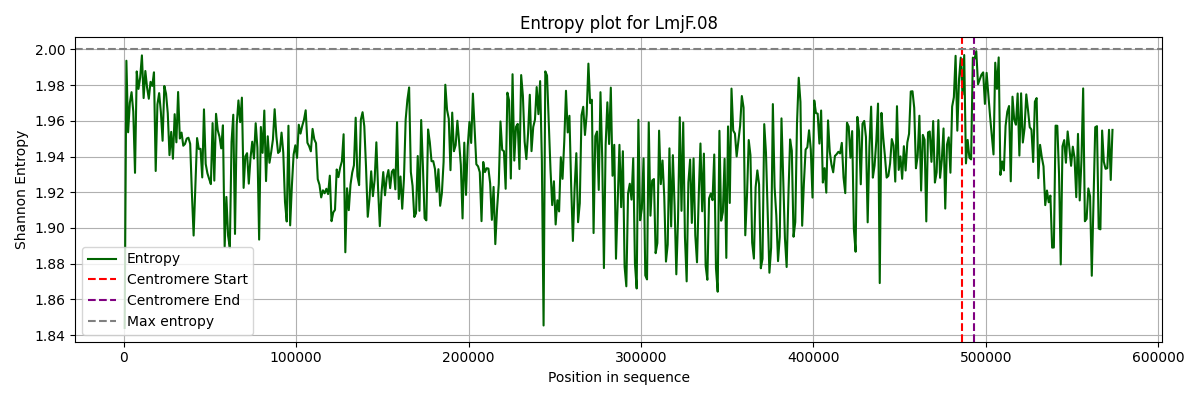 Entropy plot for LmjF.08
Shannon Entropy
2.00
1.98
1.96
1.94
1.92
1.90
1.88
1.86
1.84
Entropy
Centromere Start
Centromere End
Max entropy
0
100000
200000
300000
400000
500000
600000
Position in sequence